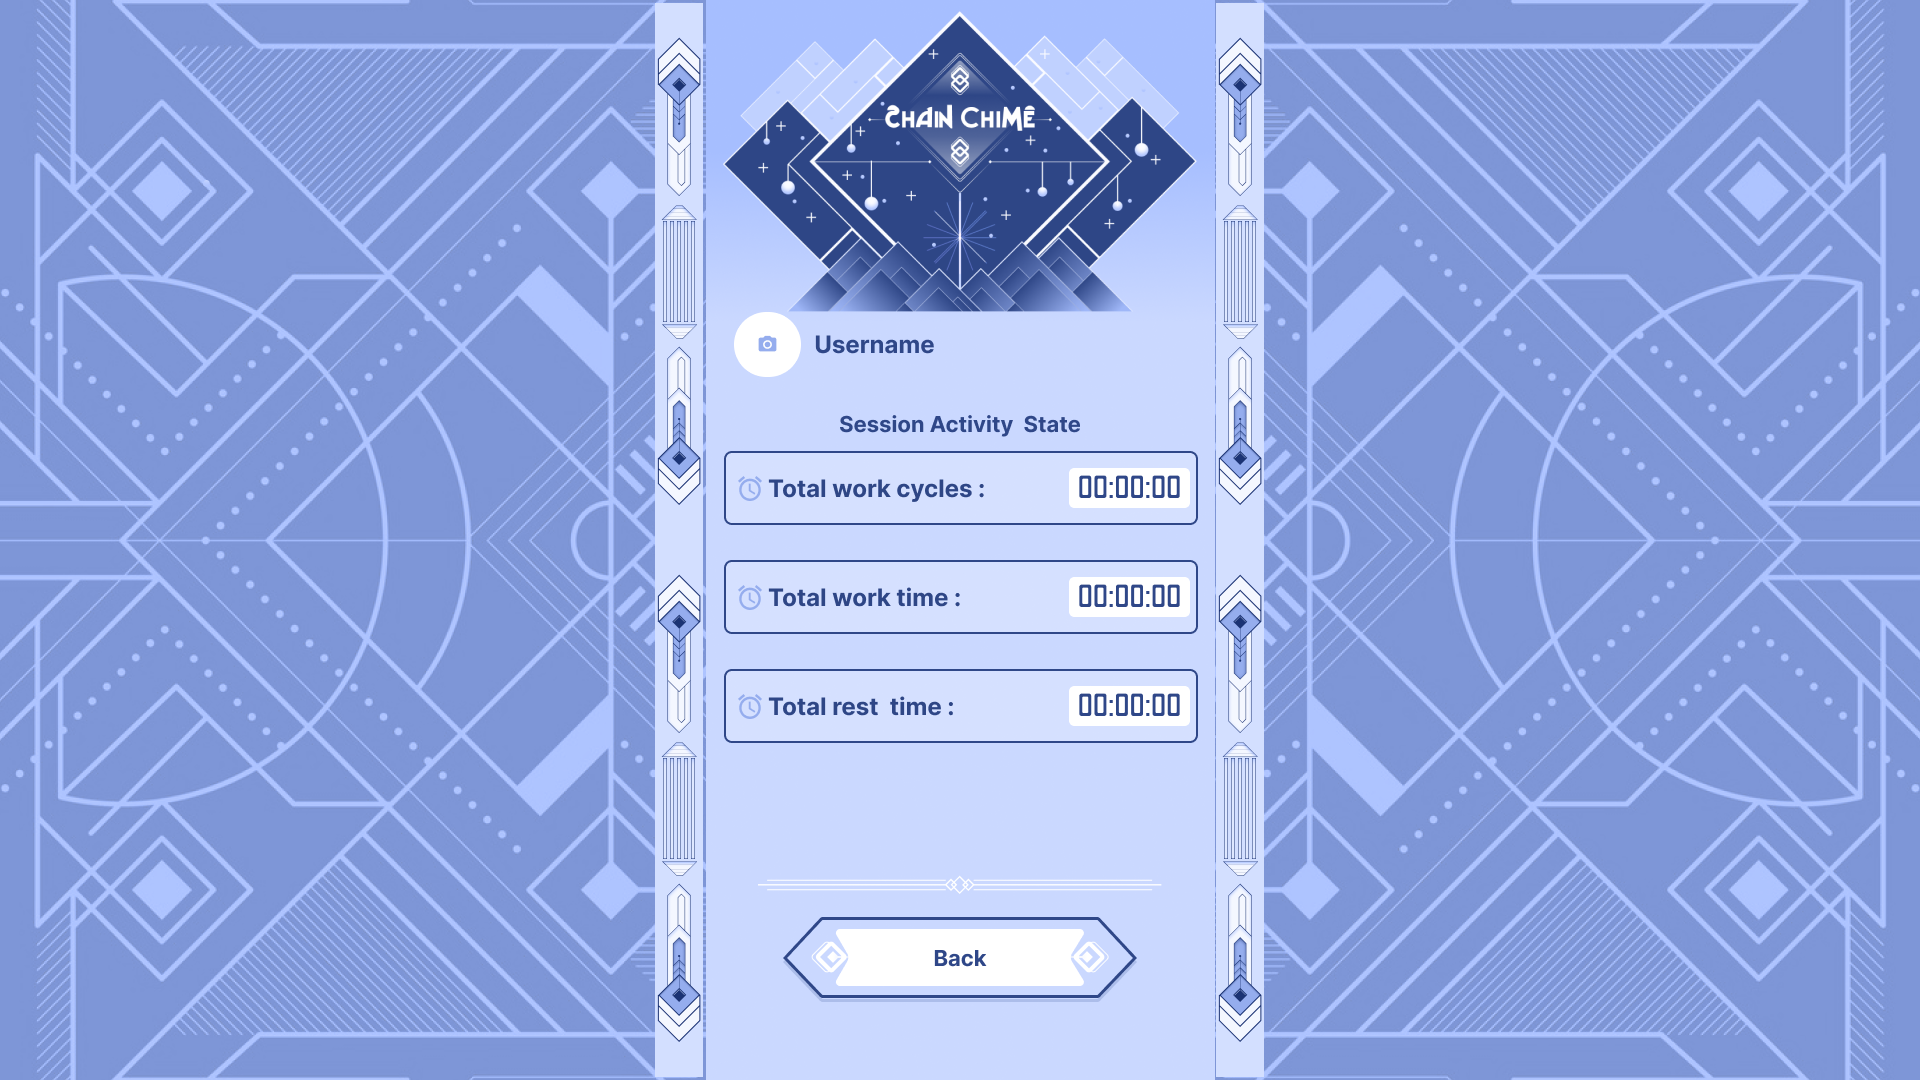 CHAIN CHIME
Username
Session Activity  State
Total work cycles : 00:00:00
Total work time : 00:00:00
Total rest  time : 00:00:00
Back